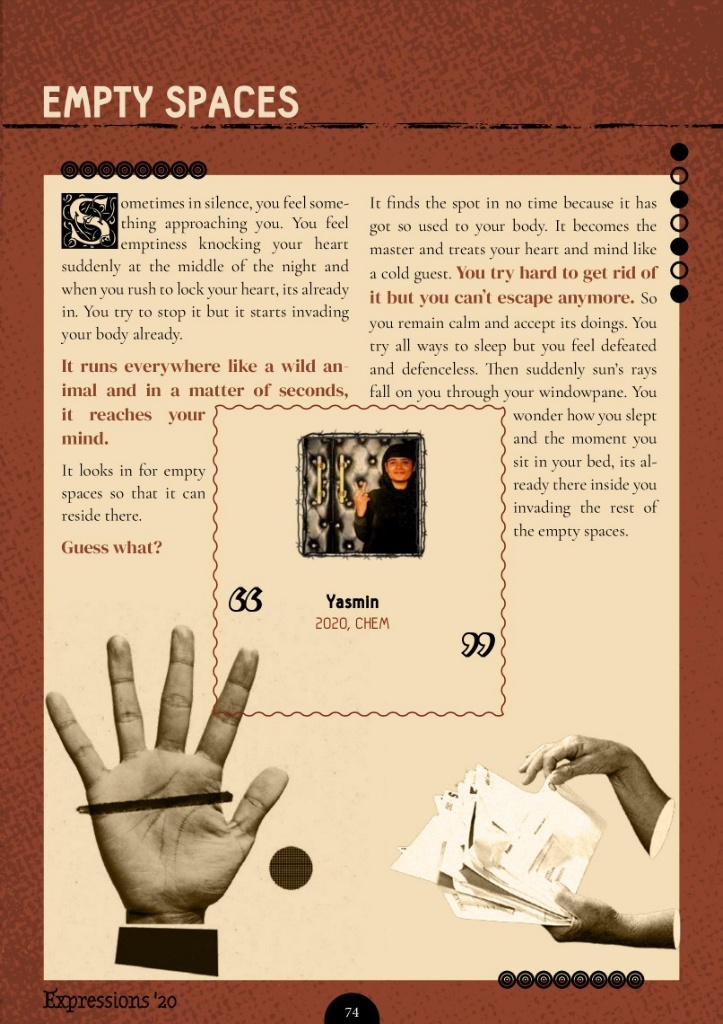 EMPTY SPACES
Sometimes in silence, you feel some-
thing approaching you. You feel
emptiness knocking your heart
suddenly at the middle of the night and
when you rush to lock your heart, its already
in. You try to stop it but it starts invading
your body already.
It runs everywhere like a wild an-
imal and in a matter of seconds,
it reaches your
mind.
It looks in for empty
spaces so that it can
reside there.
Guess what?
It finds the spot in no time because it has
got so used to your body. It becomes the
master and treats your heart and mind like
a cold guest. You try hard to get rid of
it but you can't escape anymore. So
you remain calm and accept its doings. You
try all ways to sleep but you feel defeated
and defenceless. Then suddenly sun's rays
fall on you through your windowpane. You
wonder how you slept
and the moment you
sit in your bed, its al-
ready there inside you
invading the rest of
the empty spaces.
“
Yasmin
2020, CHEM
”
Expressions '20
74